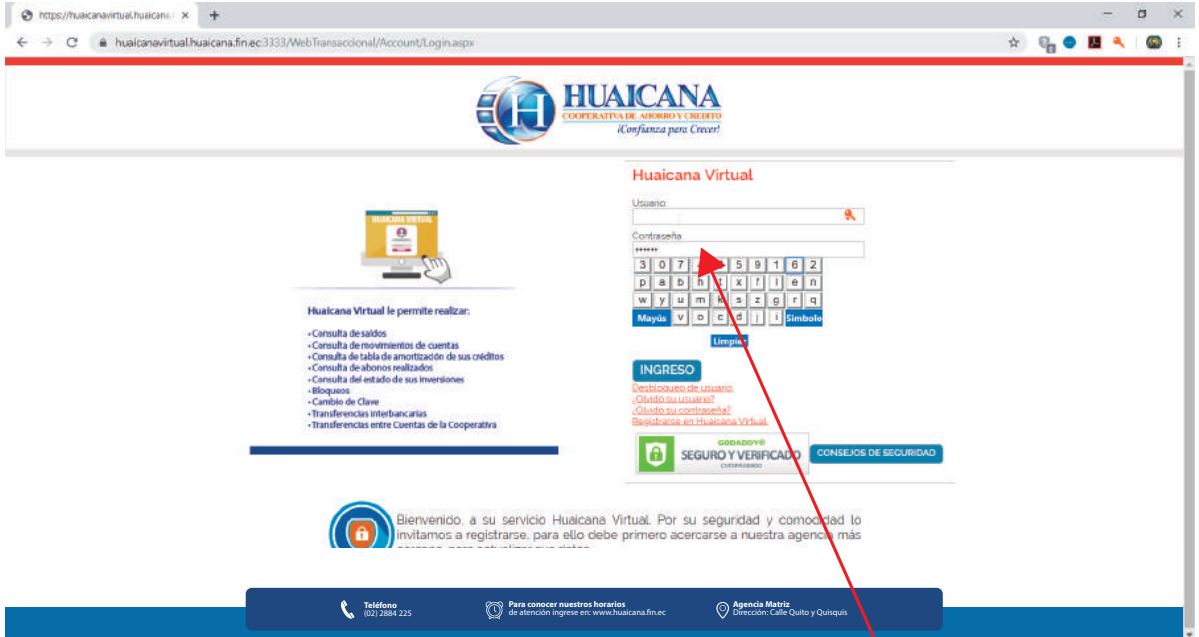 https://huaicanavirtual.huaicana.
huaicanavirtual.huaicana.fin.ec:3333/WebTransaccional/Account/Login.aspx
HUAICANA
COOPERATIVA DE AHORRO Y CREDITO
¡Confianza para Crecer!
HUAICANA VIRTUAL
Huaicana Virtual le permite realizar:
•Consulta de saldos
•Consulta de movimientos de cuentas
•Consulta de tabla de amortización de sus créditos
•Consulta de abonos realizados
•Consulta del estado de sus inversiones
•Bloqueos
•Cambio de Clave
•Transferencias interbancarias
•Transferencias entre Cuentas de la Cooperativa
Huaicana Virtual
Usuario:
Contraseña
••••••
3 0 7 5 9 1 6 2
p a b h t x f l e n
w y u m k s z g r q
Mayús v o c d j i Simbolo
Limpiar
INGRESO
Desbloqueo de usuario.
¿Olvidó su usuario?
¿Olvidó su contraseña?
Registrarse en Huaicana Virtual.
GODADDY®
SEGURO Y VERIFICADO
CONSEJOS DE SEGURIDAD
Bienvenido, a su servicio Huaicana Virtual. Por su seguridad y comodidad lo
invitamos a registrarse, para ello debe primero acercarse a nuestra agencia más
Teléfono
(02) 2884 225
Para conocer nuestros horarios
de atención ingrese en: www.huaicana.fin.ec
Agencia Matriz
Dirección: Calle Quito y Quisquis